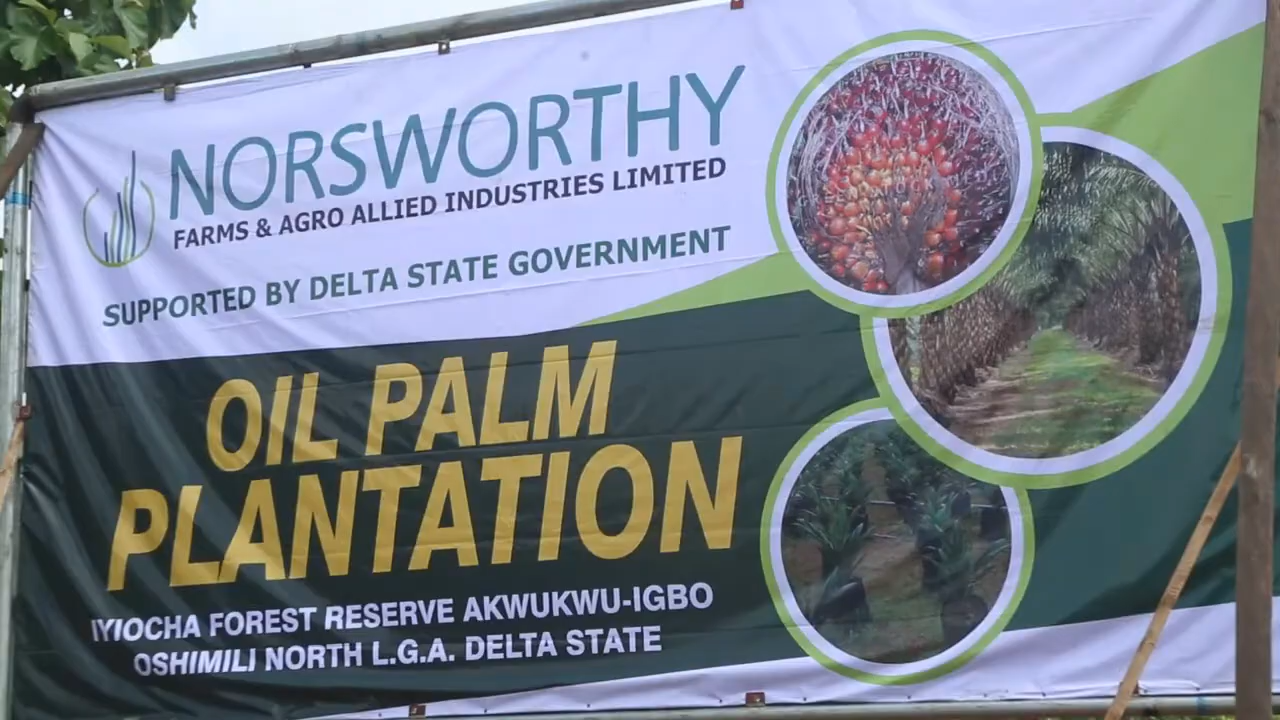 NORSWORTHY
FARMS & AGRO ALLIED INDUSTRIES LIMITED
SUPPORTED BY DELTA STATE GOVERNMENT
OIL PALM
PLANTATION
IYIOCHA FOREST RESERVE AKWUKWU-IGBO
OSHIMILI NORTH L.G.A. DELTA STATE